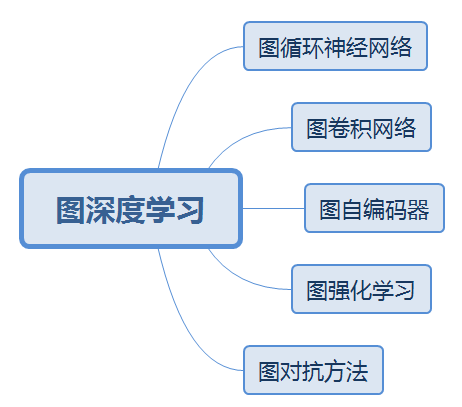 图循环神经网络
图卷积网络
图深度学习
图自编码器
图强化学习
图对抗方法